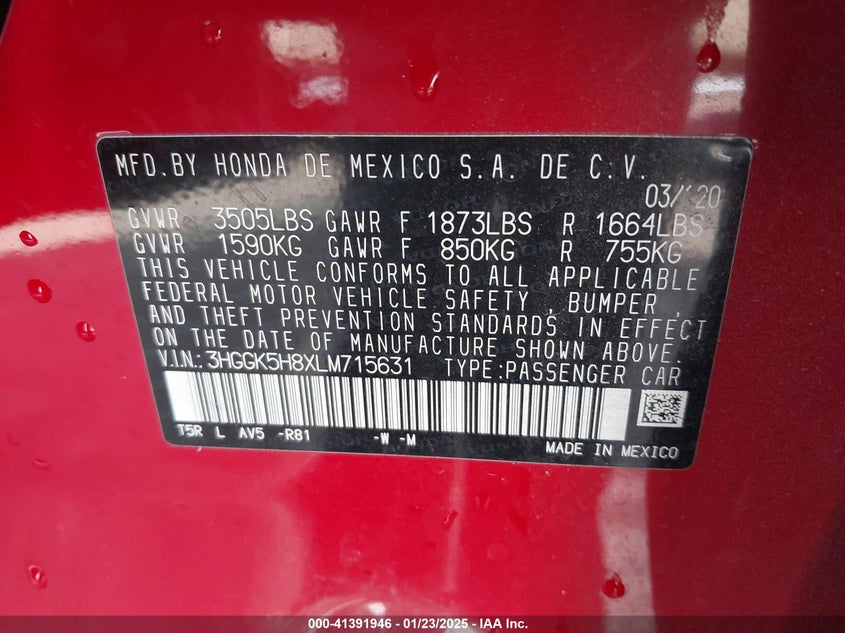 MFD.BY HONDA DE MEXICO S.A. DE C.V.
03/'20
GVWR 3505LBS GAWR F 1873LBS R 1664LBS
GVWR 1590KG GAWR F 850KG R 755KG
THIS VEHICLE CONFORMS TO ALL APPLICABLE
FEDERAL MOTOR VEHICLE SAFETY , BUMPER ,
AND THEFT PREVENTION STANDARDS IN EFFECT
ON THE DATE OF MANUFACTURE SHOWN ABOVE.
V.I.N.:3HGGK5H8XLM715631 TYPE:PASSENGER CAR
T5R L AV5 -R81 -W -M
MADE IN MEXICO
000-41391946 - 01/23/2025 - IAA Inc.